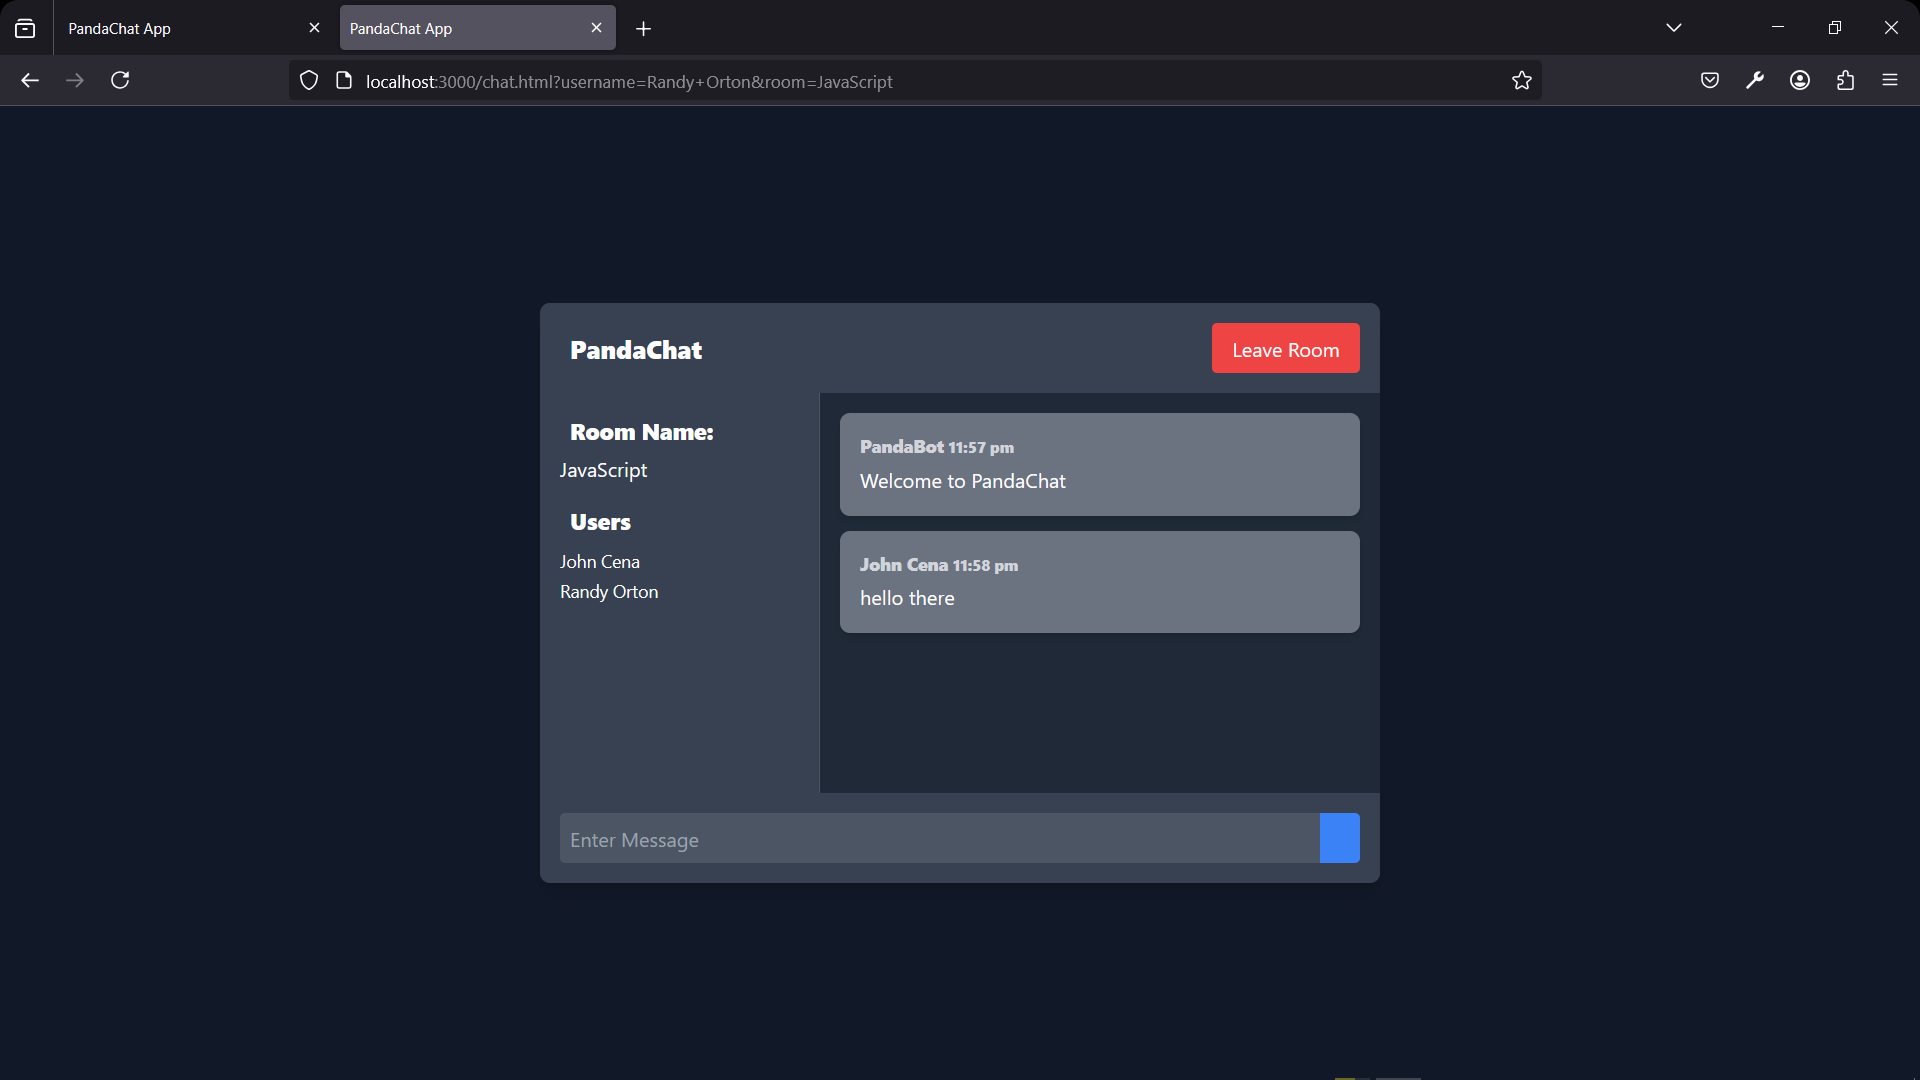 PandaChat App
PandaChat App
localhost:3000/chat.html?username=Randy+Orton&room=JavaScript
PandaChat
Leave Room
Room Name:
JavaScript
Users
John Cena
Randy Orton
PandaBot 11:57 pm
Welcome to PandaChat
John Cena 11:58 pm
hello there
Enter Message